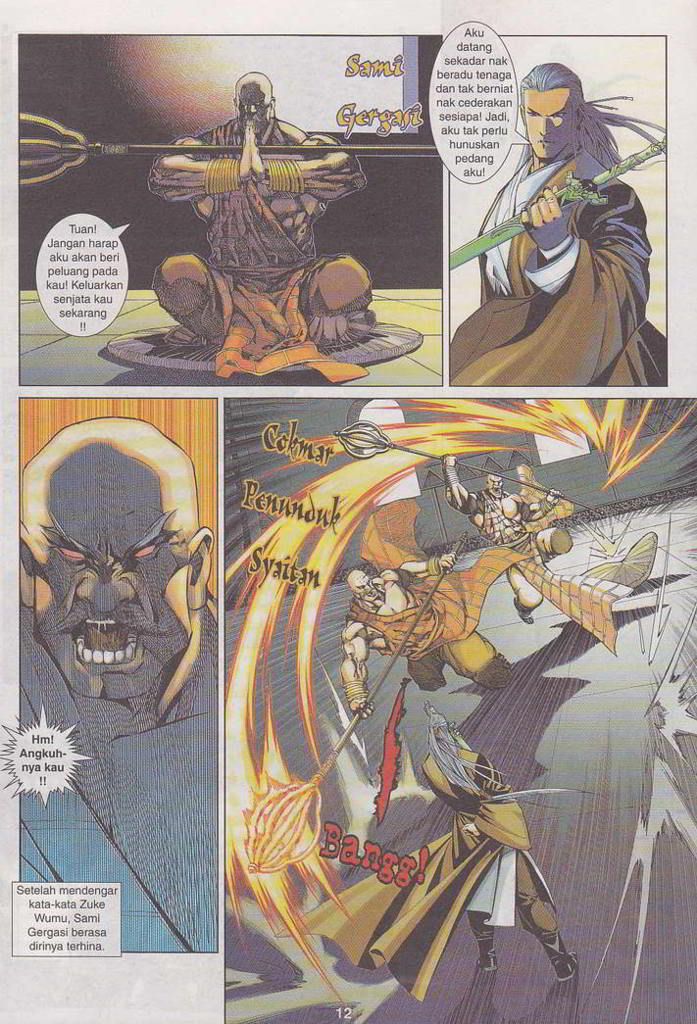 Sami
Gergasi
Tuan!
Jangan harap
aku akan beri
peluang pada
kau! Keluarkan
senjata kau
sekarang
!!
Aku
datang
sekadar nak
beradu tenaga
dan tak berniat
nak cederakan
sesiapa! Jadi,
aku tak perlu
hunuskan
pedang
aku!
Hm!
Angkuh-
nya kau
!!
Setelah mendengar
kata-kata Zuke
Wumu, Sami
Gergasi berasa
dirinya terhina.
Cokmar
Penunduk
Syaitan
Bangg!
12